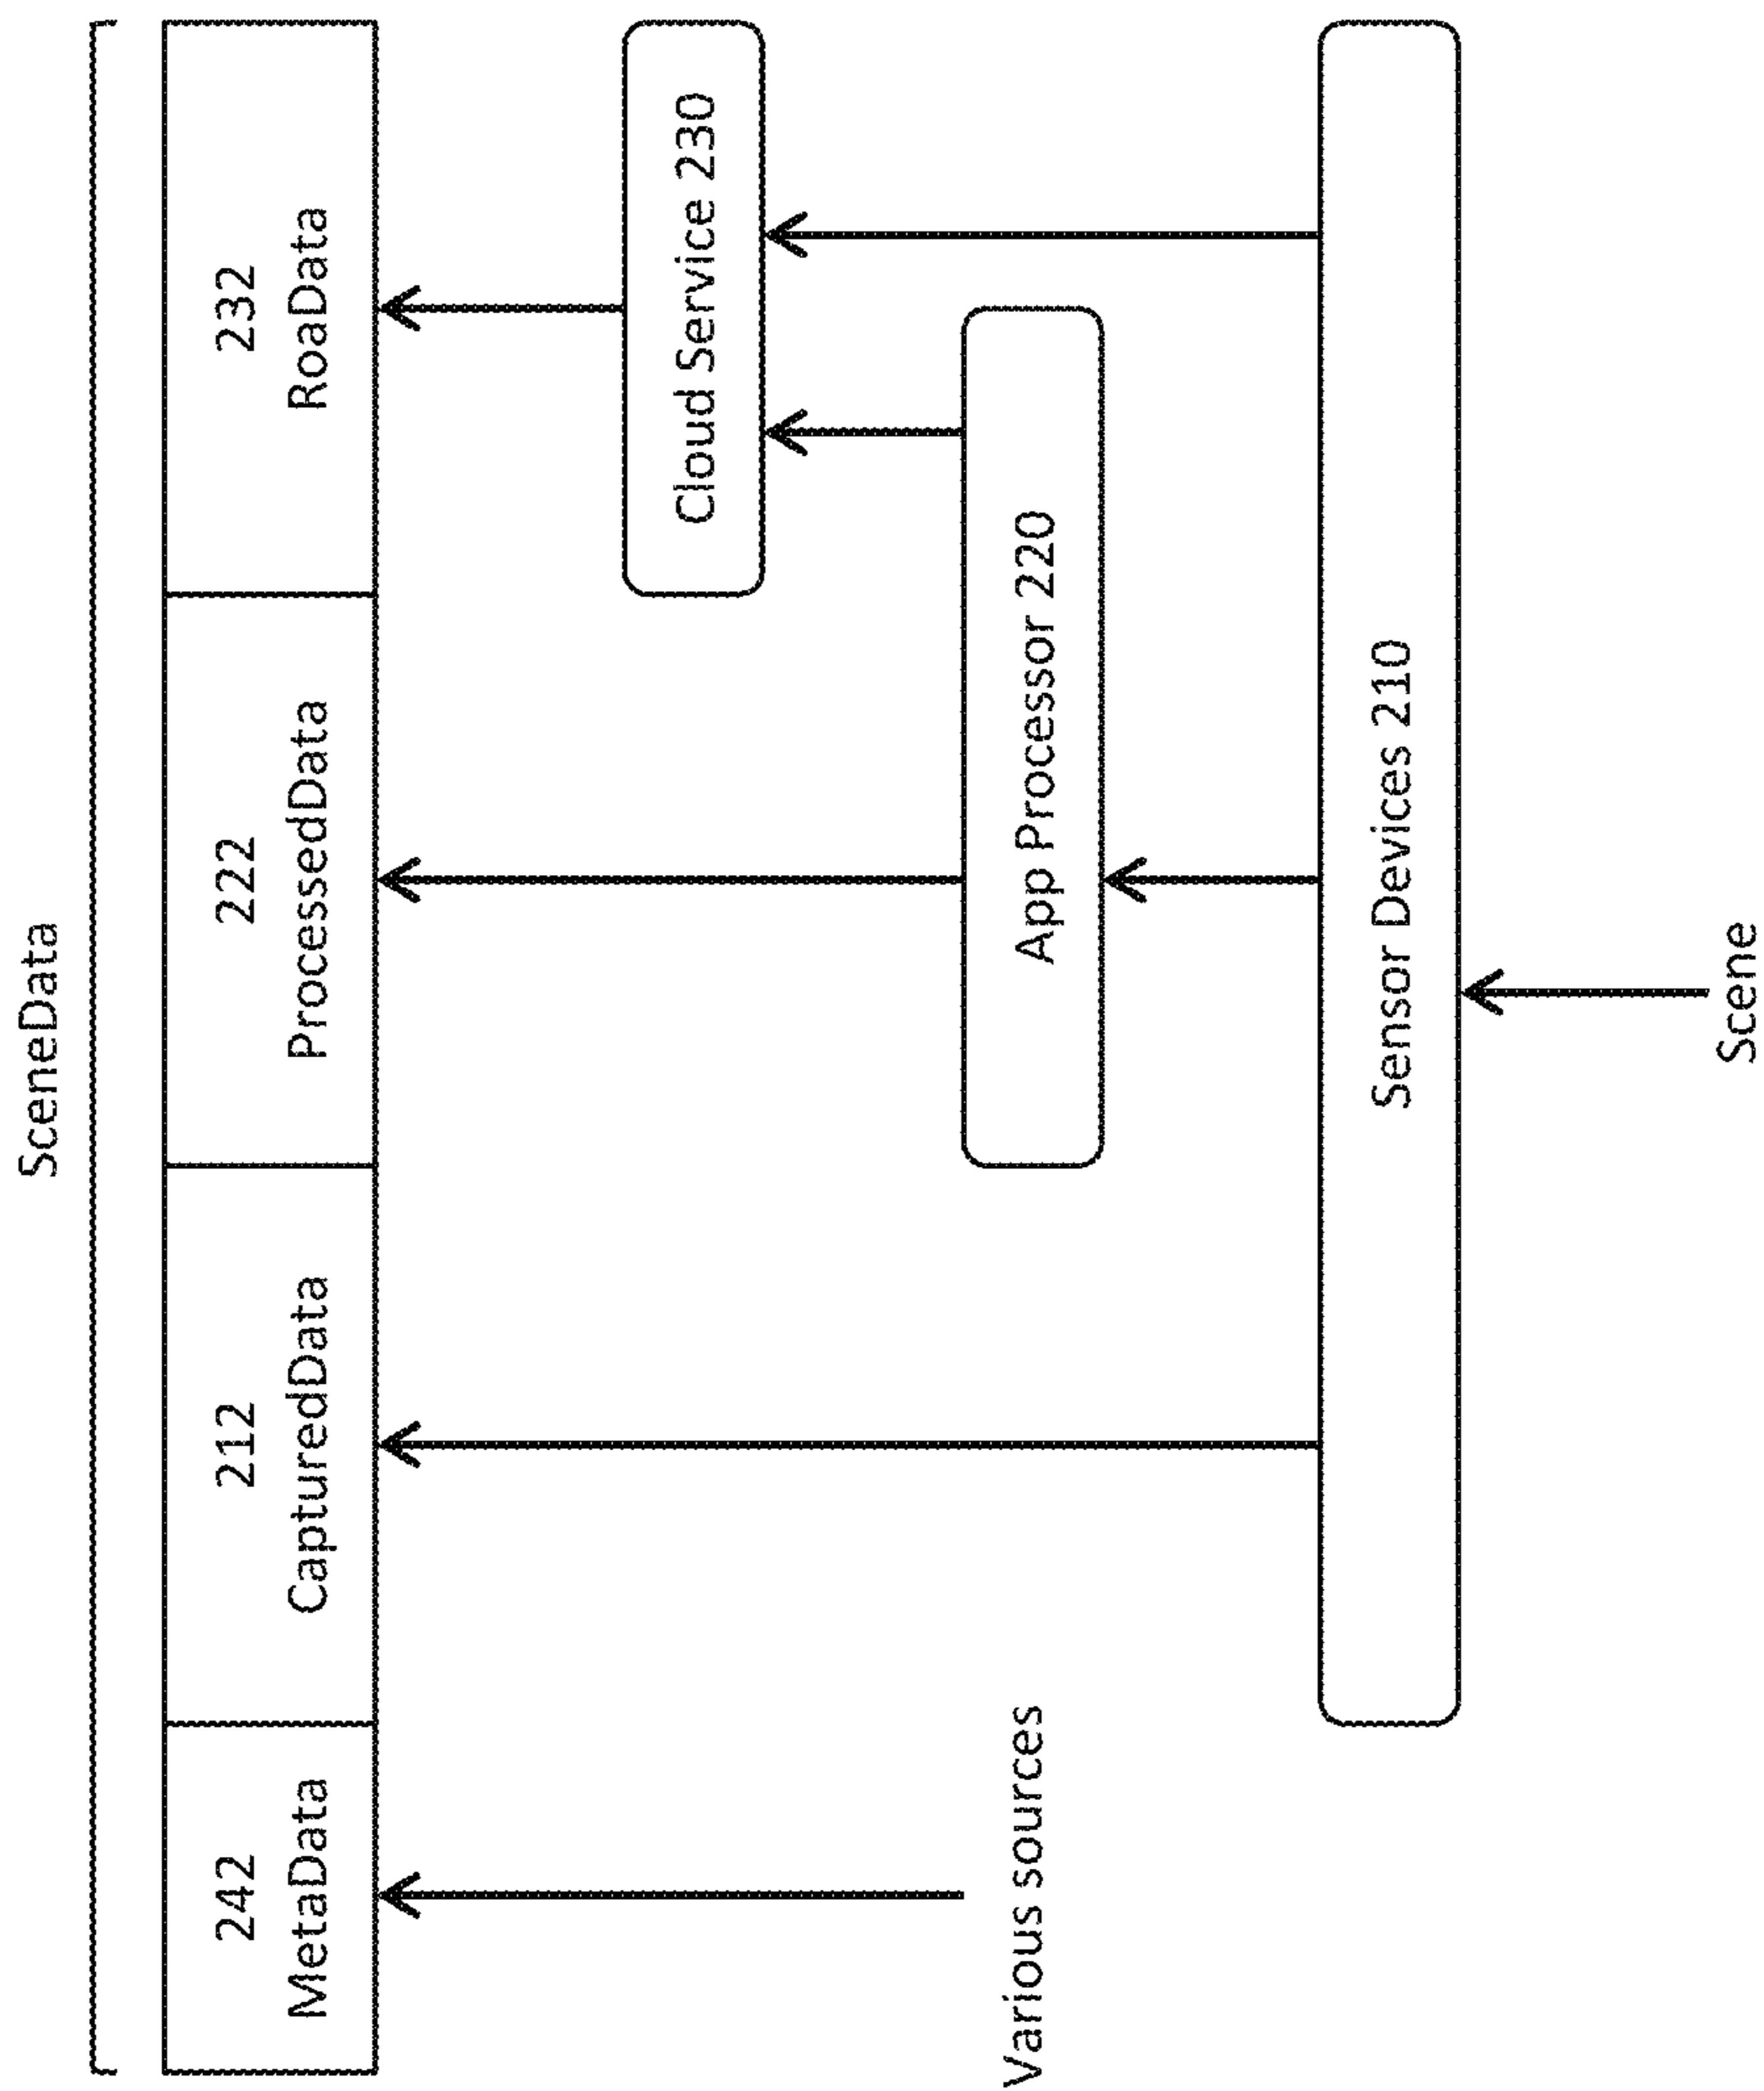 SceneData
242
MetaData
212
CapturedData
222
ProcessedData
232
RoaData
Cloud Service 230
Various sources
App Processor 220
Sensor Devices 210
Scene